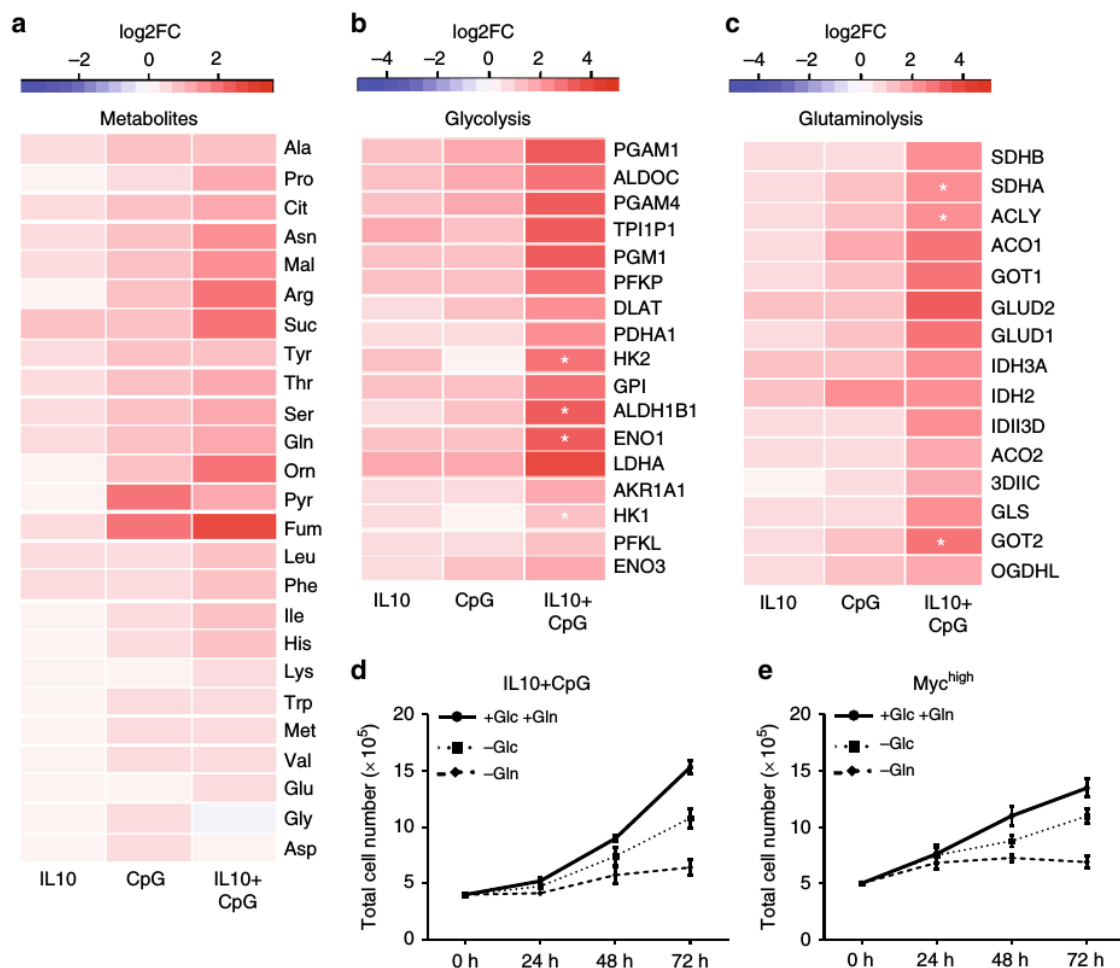 a
log2FC
−2 0 2
Metabolites
Ala
Pro
Cit
Asn
Mal
Arg
Suc
Tyr
Thr
Ser
Gln
Orn
Pyr
Fum
Leu
Phe
Ile
His
Lys
Trp
Met
Val
Glu
Gly
Asp
IL10 CpG IL10+
CpG
b
log2FC
−4 −2 0 2 4
Glycolysis
PGAM1
ALDOC
PGAM4
TPI1P1
PGM1
PFKP
DLAT
PDHA1
HK2
*
GPI
ALDH1B1
*
ENO1
*
LDHA
AKR1A1
HK1
*
PFKL
ENO3
IL10 CpG IL10+
CpG
c
log2FC
−4 −2 0 2 4
Glutaminolysis
SDHB
* SDHA
* ACLY
ACO1
GOT1
GLUD2
GLUD1
IDH3A
IDH2
IDII3D
ACO2
3DIIC
GLS
* GOT2
OGDHL
IL10 CpG IL10+
CpG
d
IL10+CpG
Total cell number (× 10⁵)
20
15
10
5
0
+Glc +Gln
−Glc
−Gln
0 h 24 h 48 h 72 h
e
Myc^high
Total cell number (× 10⁵)
20
15
10
5
0
+Glc +Gln
−Glc
−Gln
0 h 24 h 48 h 72 h